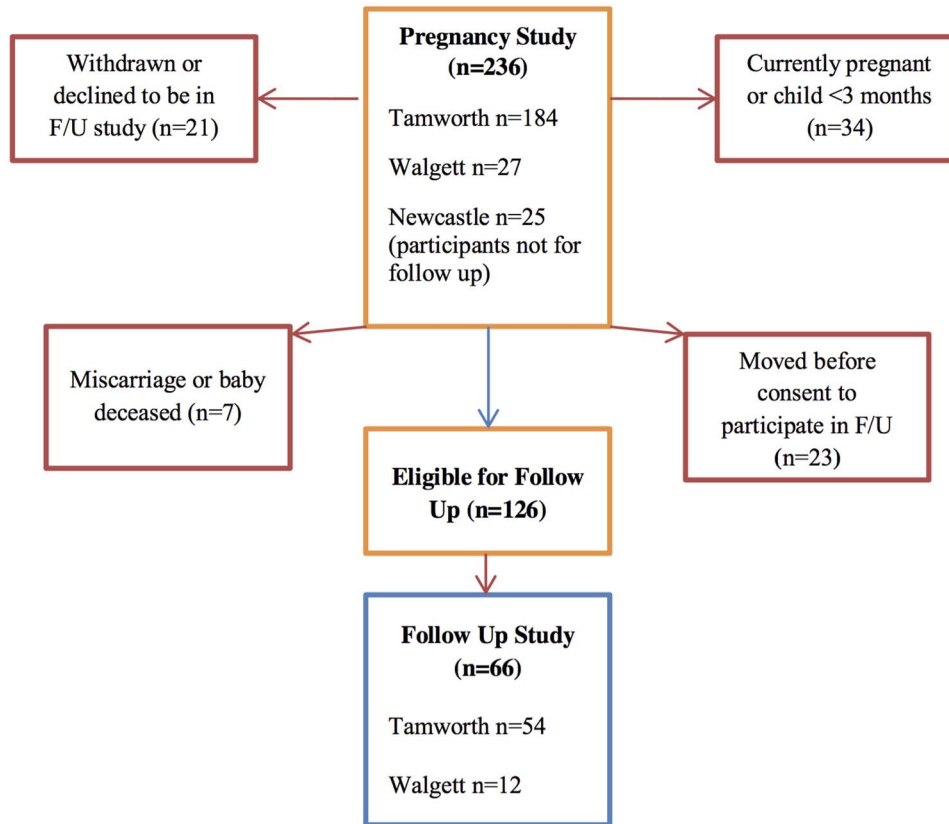 Pregnancy Study
(n=236)
Tamworth n=184
Walgett n=27
Newcastle n=25
(participants not for
follow up)
Withdrawn or
declined to be in
F/U study (n=21)
Currently pregnant
or child <3 months
(n=34)
Miscarriage or baby
deceased (n=7)
Moved before
consent to
participate in F/U
(n=23)
Eligible for Follow
Up (n=126)
Follow Up Study
(n=66)
Tamworth n=54
Walgett n=12